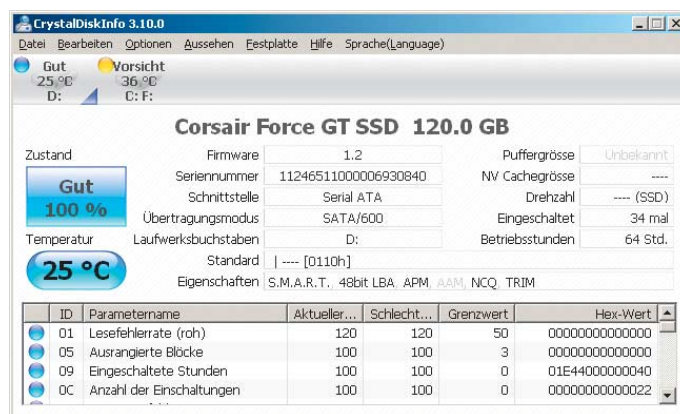 CrystalDiskInfo 3.10.0
Datei Bearbeiten Optionen Aussehen Festplatte Hilfe Sprache(Language)
Gut Vorsicht
25 °C 36 °C
D: C: F:
Corsair Force GT SSD 120.0 GB
Zustand
Gut
100 %
Temperatur
25 °C
Firmware 1.2 Puffergrösse Unbekannt
Seriennummer 11246511000006930840 NV Cachegrösse ----
Schnittstelle Serial ATA Drehzahl ---- (SSD)
Übertragungsmodus SATA/600 Eingeschaltet 34 mal
Laufwerksbuchstaben D: Betriebsstunden 64 Std.
Standard | ---- [0110h]
Eigenschaften S.M.A.R.T. 48bit LBA APM AAM NCQ TRIM
ID Parametername Aktueller... Schlecht... Grenzwert Hex-Wert
01 Lesefehlerrate (roh) 120 120 50 00000000000000
05 Ausrangierte Blöcke 100 100 3 00000000000000
09 Eingeschaltete Stunden 100 100 0 01E44000000040
0C Anzahl der Einschaltungen 100 100 0 00000000000022